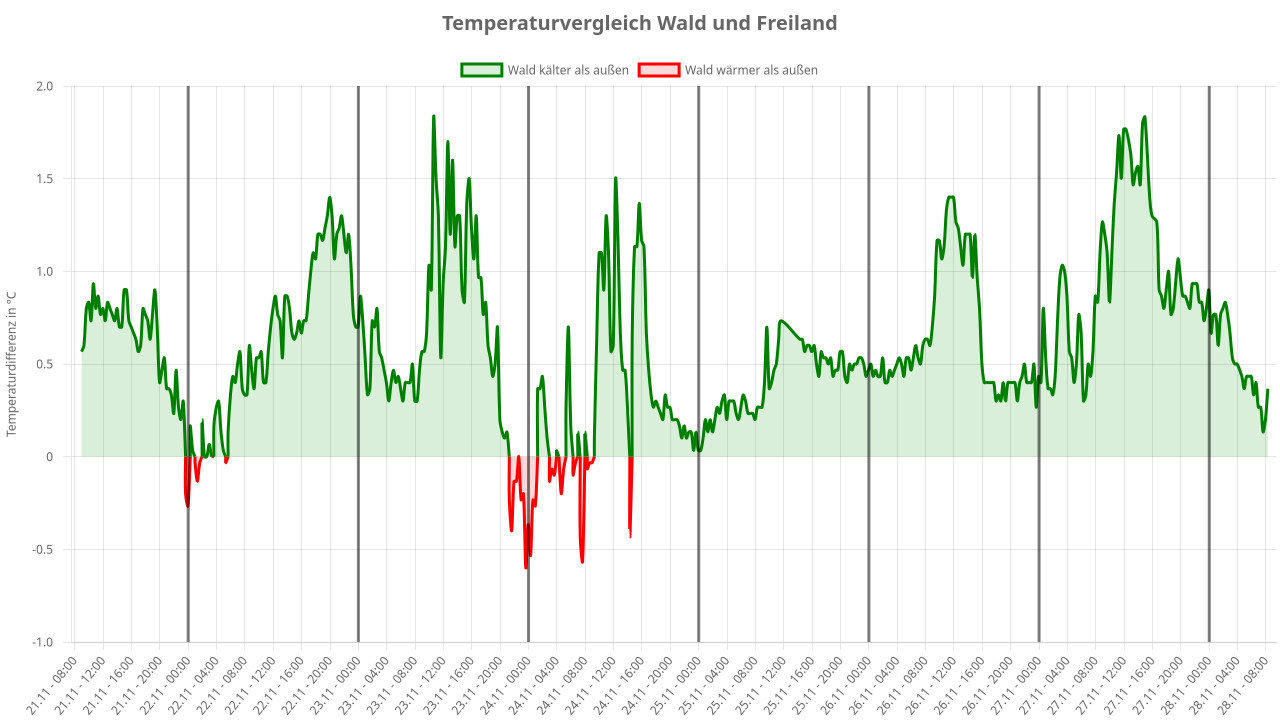 Temperaturvergleich Wald und Freiland
Wald kälter als außen
Wald wärmer als außen
Temperaturdifferenz in °C
2.0
1.5
1.0
0.5
0
-0.5
-1.0
21.11 - 08:00
21.11 - 12:00
21.11 - 16:00
21.11 - 20:00
22.11 - 00:00
22.11 - 04:00
22.11 - 08:00
22.11 - 12:00
22.11 - 16:00
22.11 - 20:00
23.11 - 00:00
23.11 - 04:00
23.11 - 08:00
23.11 - 12:00
23.11 - 16:00
23.11 - 20:00
24.11 - 00:00
24.11 - 04:00
24.11 - 08:00
24.11 - 12:00
24.11 - 16:00
24.11 - 20:00
25.11 - 00:00
25.11 - 04:00
25.11 - 08:00
25.11 - 12:00
25.11 - 16:00
25.11 - 20:00
26.11 - 00:00
26.11 - 04:00
26.11 - 08:00
26.11 - 12:00
26.11 - 16:00
26.11 - 20:00
27.11 - 00:00
27.11 - 04:00
27.11 - 08:00
27.11 - 12:00
27.11 - 16:00
27.11 - 20:00
28.11 - 00:00
28.11 - 04:00
28.11 - 08:00